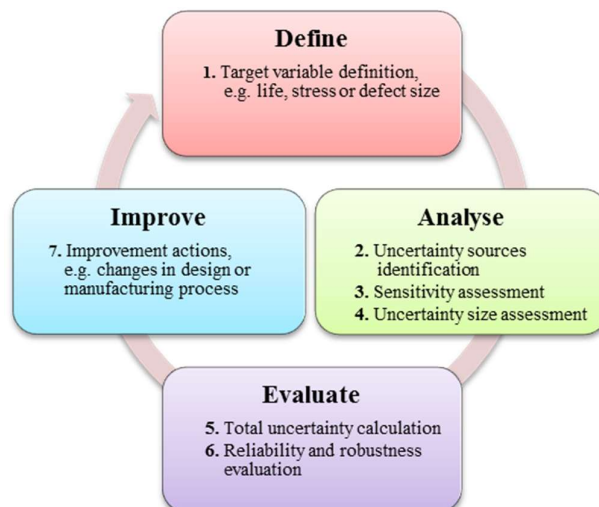 Define
1. Target variable definition,
e.g. life, stress or defect size
Analyse
2. Uncertainty sources
identification
3. Sensitivity assessment
4. Uncertainty size assessment
Evaluate
5. Total uncertainty calculation
6. Reliability and robustness
evaluation
Improve
7. Improvement actions,
e.g. changes in design or
manufacturing process